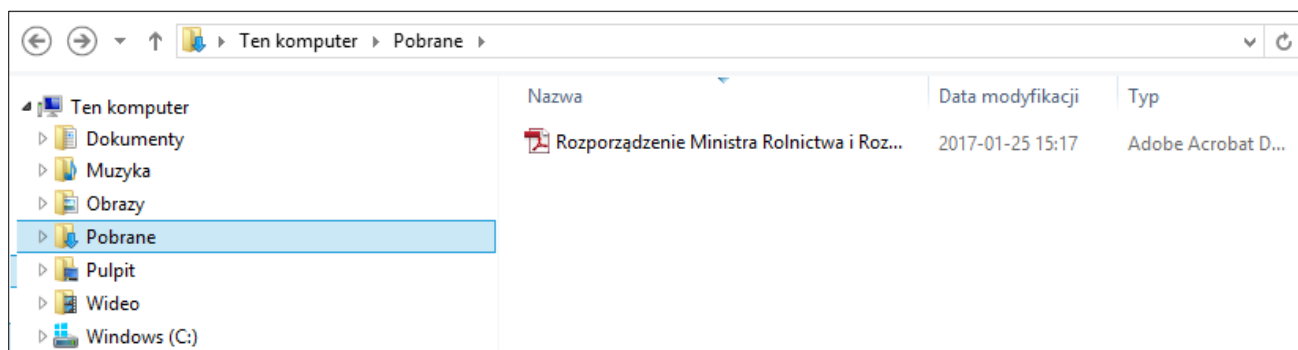 Ten komputer Pobrane
Nazwa Data modyfikacji Typ
Ten komputer
Dokumenty Rozporządzenie Ministra Rolnictwa i Roz... 2017-01-25 15:17 Adobe Acrobat D...
Muzyka
Obrazy
Pobrane
Pulpit
Wideo
Windows (C:)